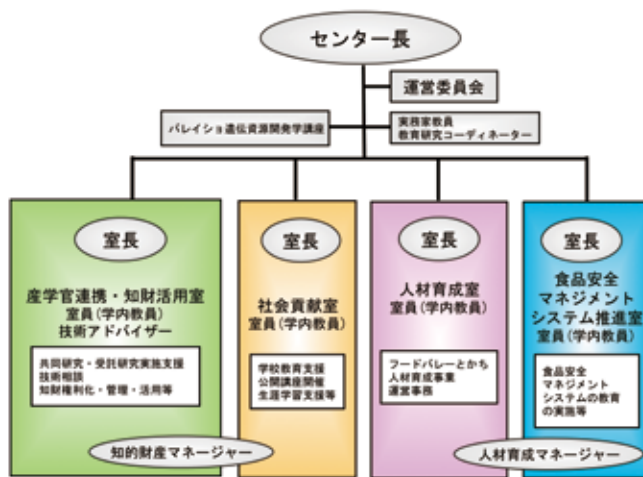 センター長
運営委員会
バレイショ遺伝資源開発学講座
実務家教員
教育研究コーディネーター
室長
産学官連携・知財活用室
室員(学内教員)
技術アドバイザー
共同研究・受託研究実施支援
技術相談
知財権利化・管理・活用等
室長
社会貢献室
室員(学内教員)
学校教育支援
公開講座開催
生涯学習支援等
室長
人材育成室
室員(学内教員)
フードバレーとかち
人材育成事業
運営事務
室長
食品安全
マネジメント
システム推進室
室員(学内教員)
食品安全
マネジメント
システムの教育
の実施等
知的財産マネージャー
人材育成マネージャー